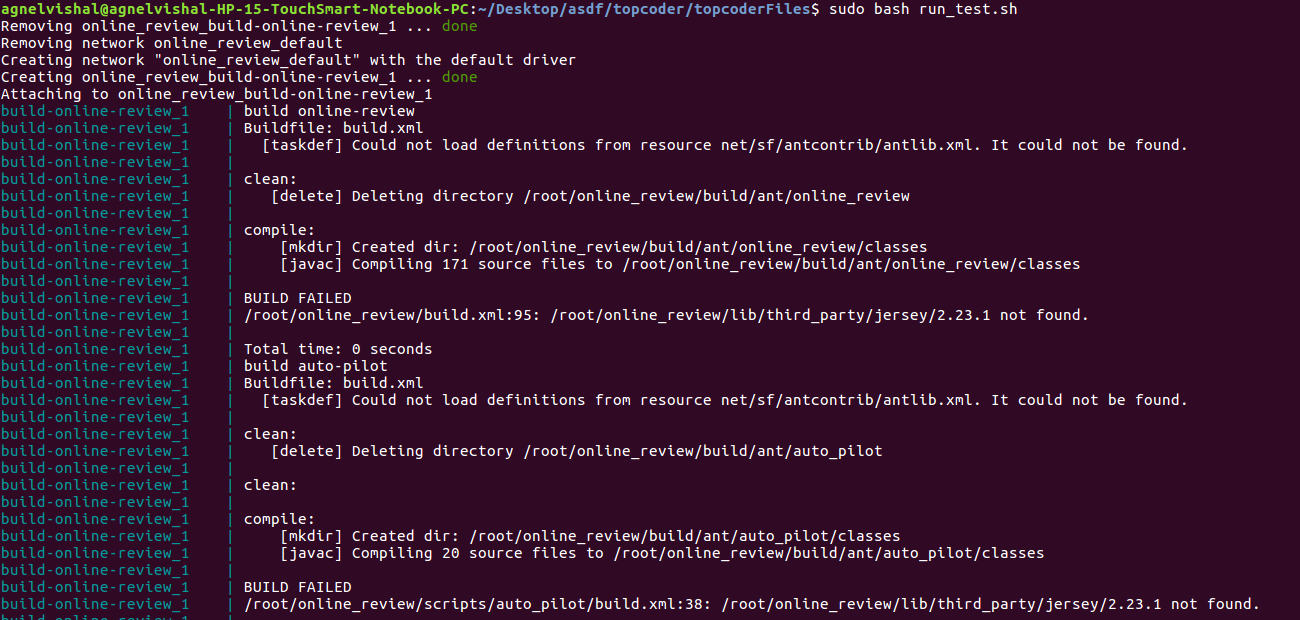 agnelvishal@agnelvishal-HP-15-TouchSmart-Notebook-PC:~/Desktop/asdf/topcoder/topcoderFiles$ sudo bash run_test.sh
Removing online_review_build-online-review_1 ... done
Removing network online_review_default
Creating network "online_review_default" with the default driver
Creating online_review_build-online-review_1 ... done
Attaching to online_review_build-online-review_1
build-online-review_1    | build online-review
build-online-review_1    | Buildfile: build.xml
build-online-review_1    |   [taskdef] Could not load definitions from resource net/sf/antcontrib/antlib.xml. It could not be found.
build-online-review_1    |
build-online-review_1    | clean:
build-online-review_1    |    [delete] Deleting directory /root/online_review/build/ant/online_review
build-online-review_1    |
build-online-review_1    | compile:
build-online-review_1    |     [mkdir] Created dir: /root/online_review/build/ant/online_review/classes
build-online-review_1    |     [javac] Compiling 171 source files to /root/online_review/build/ant/online_review/classes
build-online-review_1    |
build-online-review_1    | BUILD FAILED
build-online-review_1    | /root/online_review/build.xml:95: /root/online_review/lib/third_party/jersey/2.23.1 not found.
build-online-review_1    |
build-online-review_1    | Total time: 0 seconds
build-online-review_1    | build auto-pilot
build-online-review_1    | Buildfile: build.xml
build-online-review_1    |   [taskdef] Could not load definitions from resource net/sf/antcontrib/antlib.xml. It could not be found.
build-online-review_1    |
build-online-review_1    | clean:
build-online-review_1    |    [delete] Deleting directory /root/online_review/build/ant/auto_pilot
build-online-review_1    |
build-online-review_1    | clean:
build-online-review_1    |
build-online-review_1    | compile:
build-online-review_1    |     [mkdir] Created dir: /root/online_review/build/ant/auto_pilot/classes
build-online-review_1    |     [javac] Compiling 20 source files to /root/online_review/build/ant/auto_pilot/classes
build-online-review_1    |
build-online-review_1    | BUILD FAILED
build-online-review_1    | /root/online_review/scripts/auto_pilot/build.xml:38: /root/online_review/lib/third_party/jersey/2.23.1 not found.
build-online-review_1    |